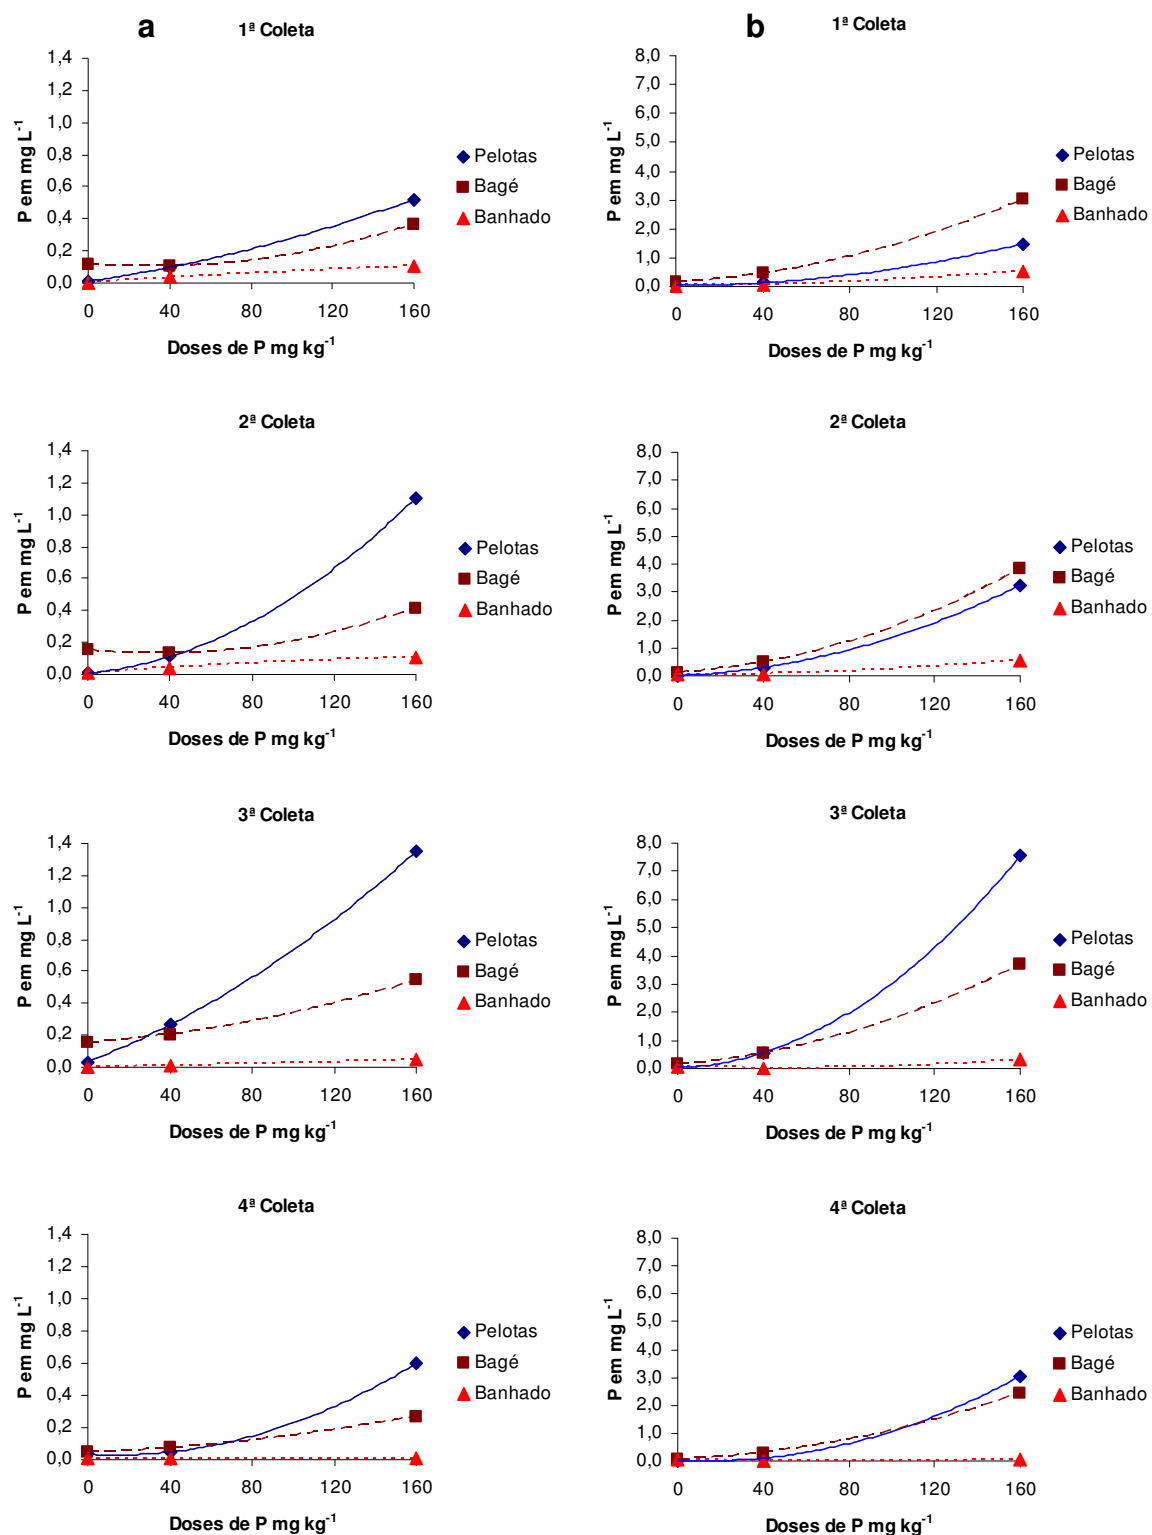 a
1ª Coleta
P em mg L-1
1,4
1,2
1,0
0,8
0,6
0,4
0,2
0,0
0 40 80 120 160
Doses de P mg kg-1
Pelotas
Bagé
Banhado
b
1ª Coleta
P em mg L-1
8,0
7,0
6,0
5,0
4,0
3,0
2,0
1,0
0,0
0 40 80 120 160
Doses de P mg kg-1
Pelotas
Bagé
Banhado
2ª Coleta
P em mg L-1
1,4
1,2
1,0
0,8
0,6
0,4
0,2
0,0
0 40 80 120 160
Doses de P mg kg-1
Pelotas
Bagé
Banhado
2ª Coleta
P em mg L-1
8,0
7,0
6,0
5,0
4,0
3,0
2,0
1,0
0,0
0 40 80 120 160
Doses de P mg kg-1
Pelotas
Bagé
Banhado
3ª Coleta
P em mg L-1
1,4
1,2
1,0
0,8
0,6
0,4
0,2
0,0
0 40 80 120 160
Doses de P mg kg-1
Pelotas
Bagé
Banhado
3ª Coleta
P em mg L-1
8,0
7,0
6,0
5,0
4,0
3,0
2,0
1,0
0,0
0 40 80 120 160
Doses de P mg kg-1
Pelotas
Bagé
Banhado
4ª Coleta
P em mg L-1
1,4
1,2
1,0
0,8
0,6
0,4
0,2
0,0
0 40 80 120 160
Doses de P mg kg-1
Pelotas
Bagé
Banhado
4ª Coleta
P em mg L-1
8,0
7,0
6,0
5,0
4,0
3,0
2,0
1,0
0,0
0 40 80 120 160
Doses de P mg kg-1
Pelotas
Bagé
Banhado